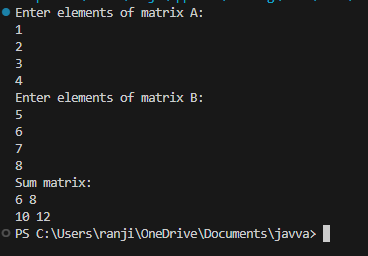 Enter elements of matrix A:
1
2
3
4
Enter elements of matrix B:
5
6
7
8
Sum matrix:
6 8
10 12
PS C:\Users\ranji\OneDrive\Documents\javva>